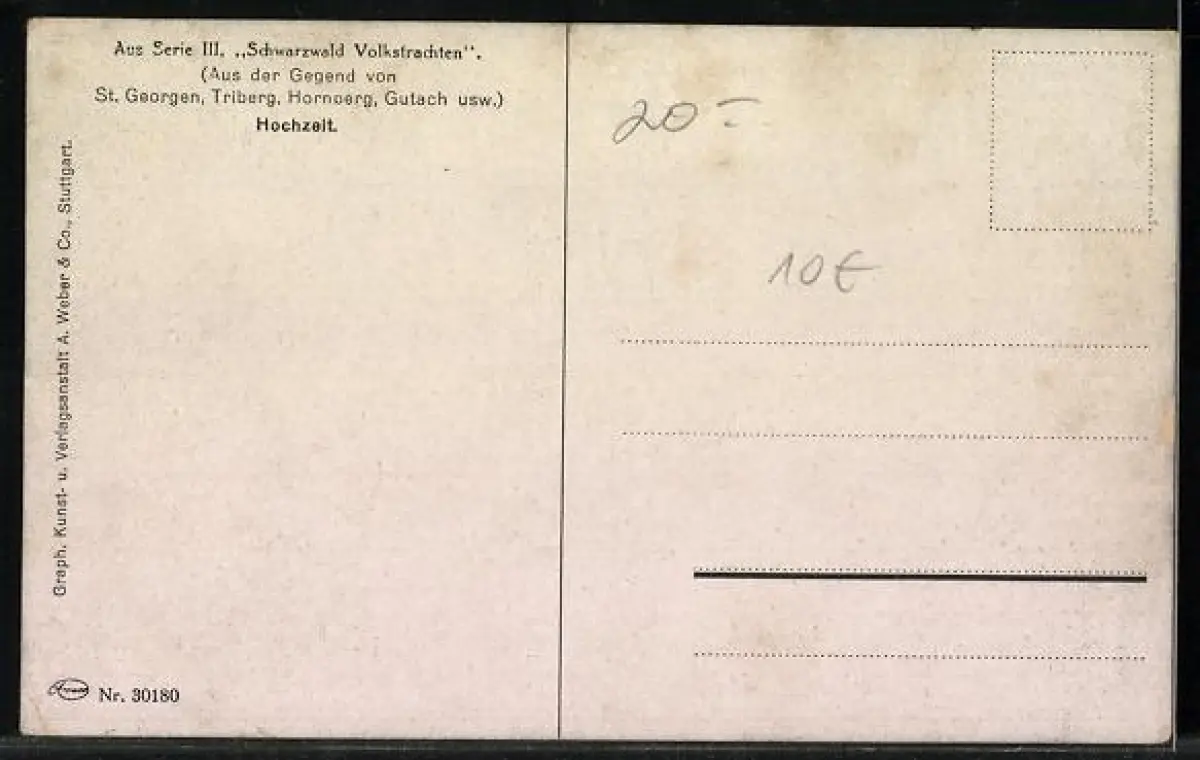 Aus Serie III. „Schwarzwald Volkstrachten".
(Aus der Gegend von
St. Georgen, Triberg, Hornberg, Gutach usw.)
Hochzeit.
Graph. Kunst- u. Verlagsanstalt A. Weber & Co., Stuttgart.
Nr. 30180
20 -
10 €